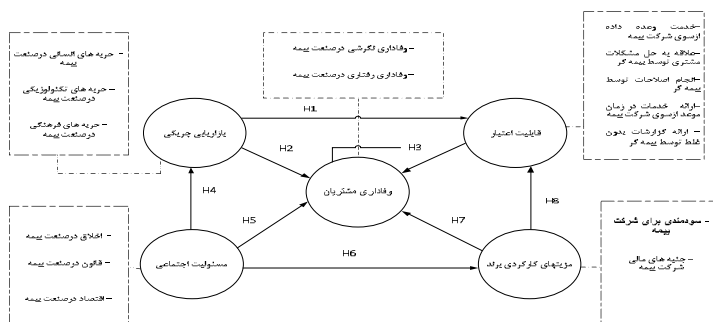 – حربه های انسانی درصنعت
بیمه
– حربه های تکنولوژیکی
درصنعت بیمه
– حربه های فرهنگی
درصنعت بیمه
– وفاداری نگرشی درصنعت بیمه
– وفاداری رفتاری درصنعت بیمه
– خدمت وعده داده
ازسوی شرکت بیمه
– علاقه به حل مشکلات
مشتری توسط بیمه گر
– انجام اصلاحات توسط
بیمه گر
– ارائه خدمات در زمان
موعد ازسوی شرکت بیمه
– ارائه گزارشات بدون
غلط توسط بیمه گر
H1
بازاریابی چریکی
قابلیت اعتبار
H2
H3
وفاداری مشتریان
H4
H5
H7
H8
H6
مسئولیت اجتماعی
مزیتهای کارکردی برند
– اخلاق درصنعت بیمه
– قانون درصنعت بیمه
– اقتصاد درصنعت بیمه
– سودمندی برای شرکت
بیمه
– جنبه های مالی
شرکت بیمه